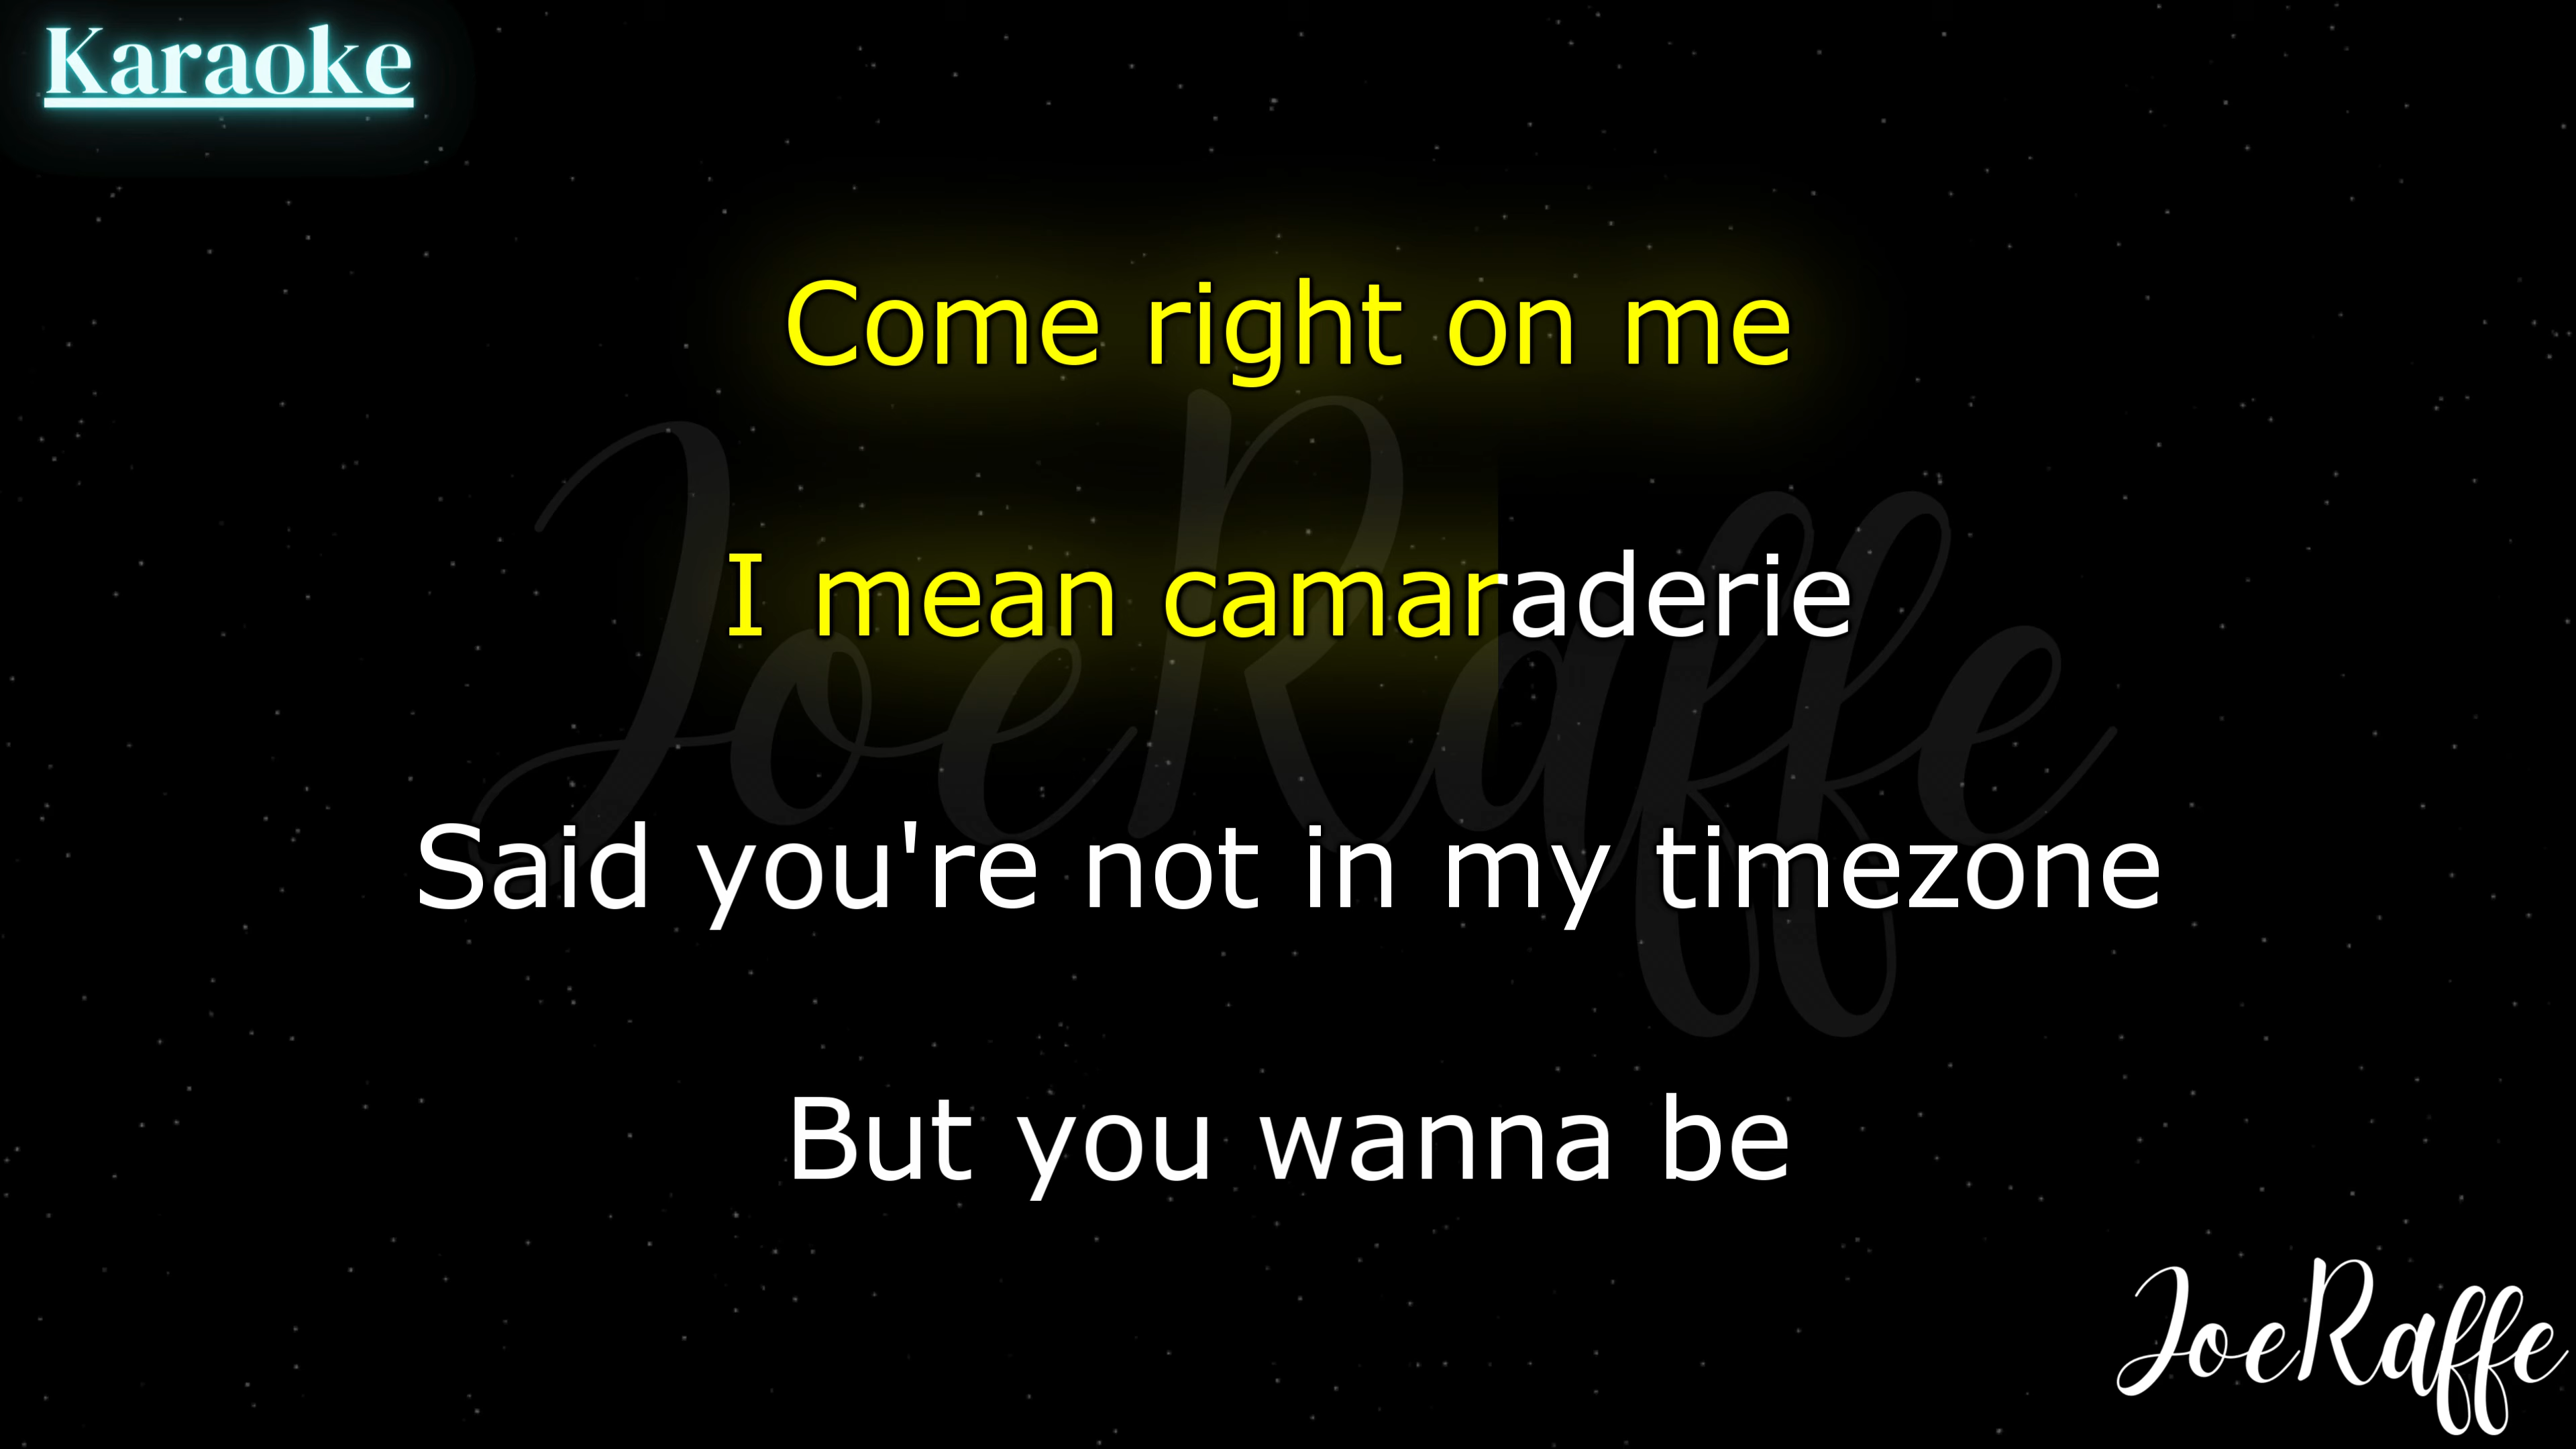 Karaoke
Come right on me
I mean camaraderie
Said you're not in my timezone
But you wanna be
JoeRaffe
JoeRaffe